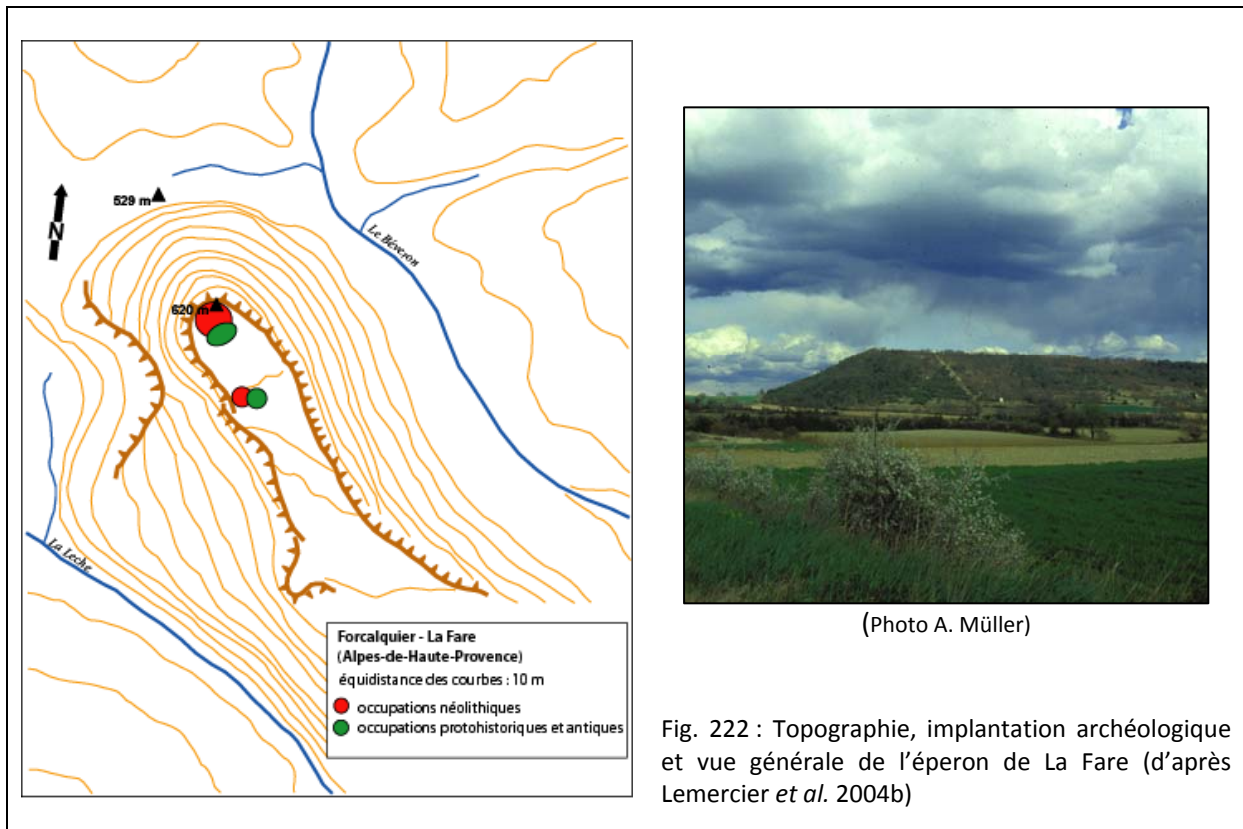 529 m
N
Le Béveron
620 m
La Leche
Forcalquier - La Fare
(Alpes-de-Haute-Provence)
équidistance des courbes : 10 m
occupations néolithiques
occupations protohistoriques et antiques
(Photo A. Müller)
Fig. 222 : Topographie, implantation archéologique
et vue générale de l’éperon de La Fare (d’après
Lemercier et al. 2004b)